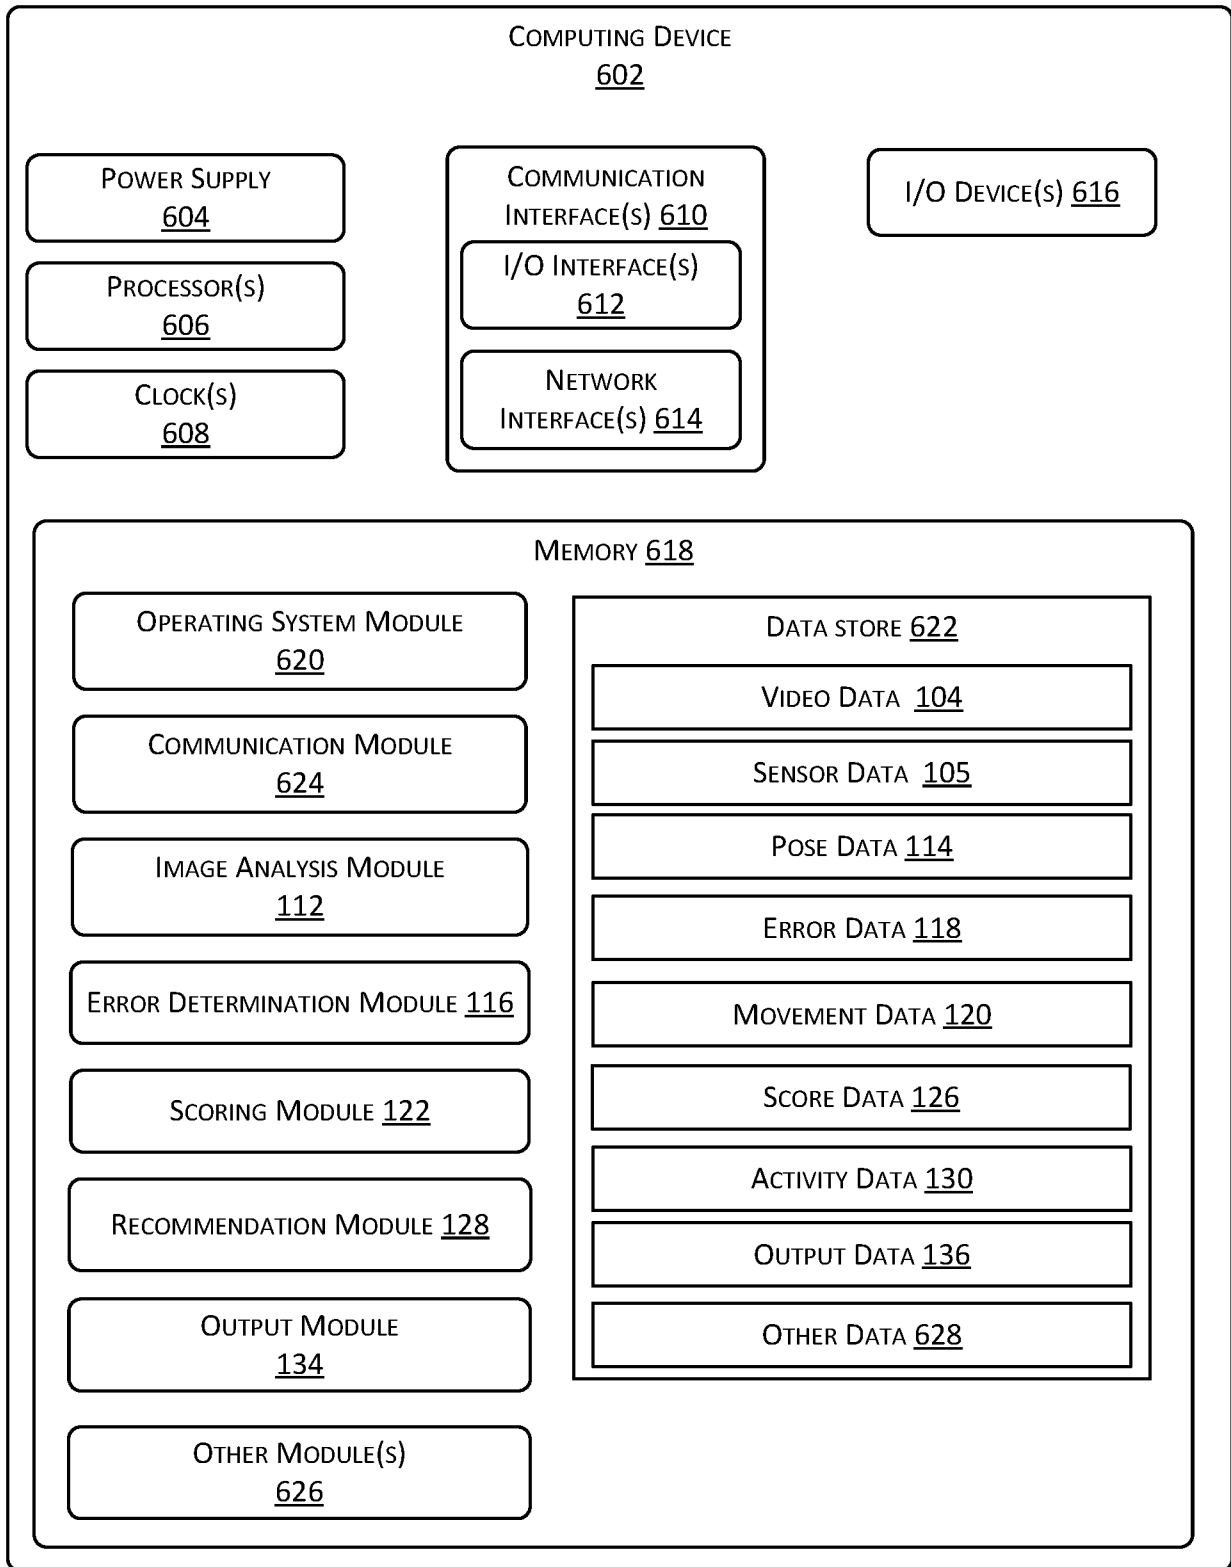 Computing Device
602
Power Supply
604
Processor(s)
606
Clock(s)
608
Communication
Interface(s) 610
I/O Interface(s)
612
Network
Interface(s) 614
I/O Device(s) 616
Memory 618
Operating System Module
620
Communication Module
624
Image Analysis Module
112
Error Determination Module 116
Scoring Module 122
Recommendation Module 128
Output Module
134
Other Module(s)
626
Data store 622
Video Data 104
Sensor Data 105
Pose Data 114
Error Data 118
Movement Data 120
Score Data 126
Activity Data 130
Output Data 136
Other Data 628